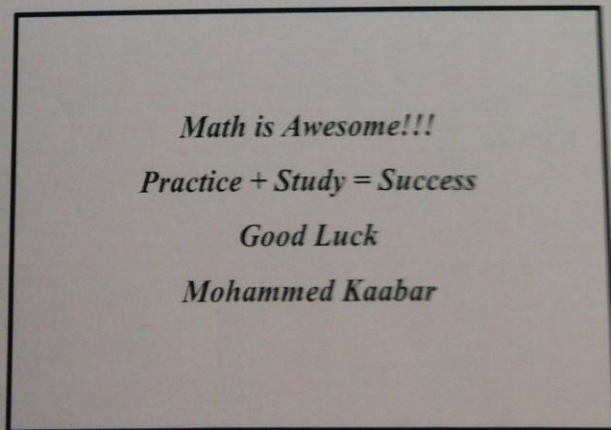 Math is Awesome!!!
Practice + Study = Success
Good Luck
Mohammed Kaabar